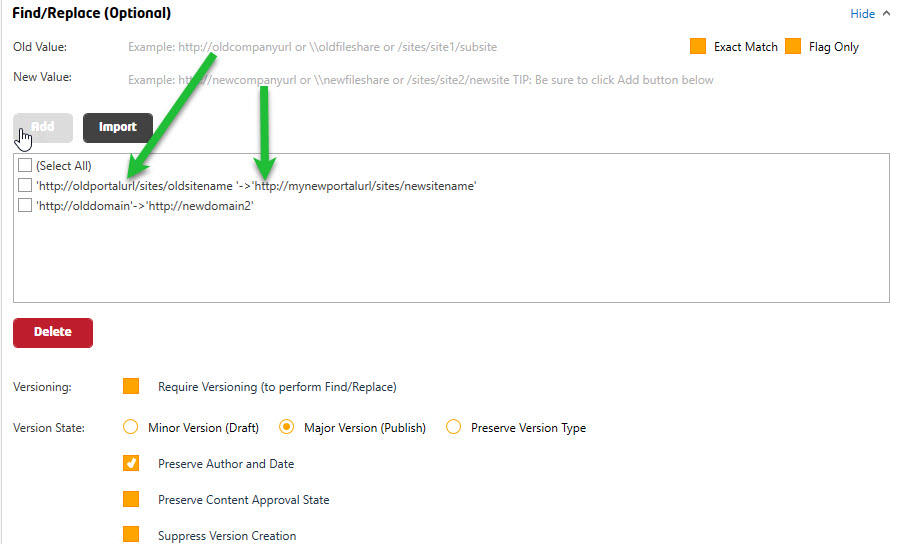 Find/Replace (Optional) Hide
Old Value: Example: http://oldcompanyurl or \\oldfileshare or /sites/site1/subsite Exact Match Flag Only
New Value: Example: http://newcompanyurl or \\newfileshare or /sites/site2/newsite TIP: Be sure to click Add button below
Add Import
(Select All)
'http://oldportalurl/sites/oldsitename '->'http://mynewportalurl/sites/newsitename'
'http://olddomain'->'http://newdomain2'
Delete
Versioning: Require Versioning (to perform Find/Replace)
Version State: Minor Version (Draft) Major Version (Publish) Preserve Version Type
Preserve Author and Date
Preserve Content Approval State
Suppress Version Creation